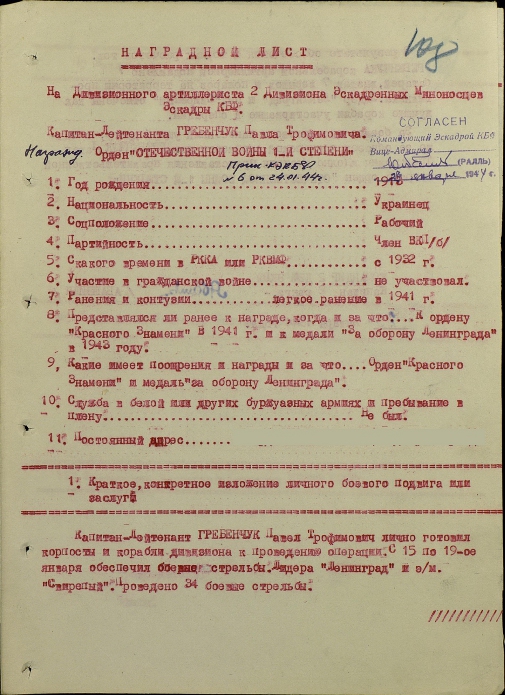 НАГРАДНОЙ ЛИСТ
На Дивизионного артиллериста 2 Дивизиона Эскадренных Миноносцев
Эскадры КБФ.
Капитан-Лейтенанта ГРЕБЕНЧУК Павла Трофимовича.
СОГЛАСЕН
Командующий Эскадрой КБФ
Вице-Адмирал
(РАЛЛЬ)
января 1944 г.
Орден"ОТЕЧЕСТВЕННОЙ ВОЙНЫ 1-Й СТЕПЕНИ"
№ 6 от 24.01.44г.
1. Год рождения
2. Национальность Украинец
3. Соцположение Рабочий
4. Партийность Член ВКП/б/
5. Скакого времени в РККА или РКВМФ с 1932 г.
6. Участие в гражданской войне не участвовал.
7. Ранения и контузии легкое ранение в 1941 г.
8. Представлялся ли ранее к награде,когда и за что К ордену
"Красного Знамени" В 1941 г. и к медали "За оборону Ленинграда"
в 1943 году.
9, Какие имеет поощрения и награды и за что....Орден"Красного
Знамени" и медаль"за оборону Ленинграда".
10. Служба в белой или других буржуазных армиях и пребывание в
плену Не был.
11. Постоянный адрес.......
1. Краткое,конкретное изложение личного боевого подвига или
заслуги
Капитан-Лейтенант ГРЕБЕНЧУК Павел Трофимович лично готовил
корпосты и корабли дивизиона к проведению операции. С 15 по 19-ое
января обеспечил боевые стрельбы Лидера "Ленинград" и э/м.
"Свирепый". Проведено 34 боевые стрельбы.